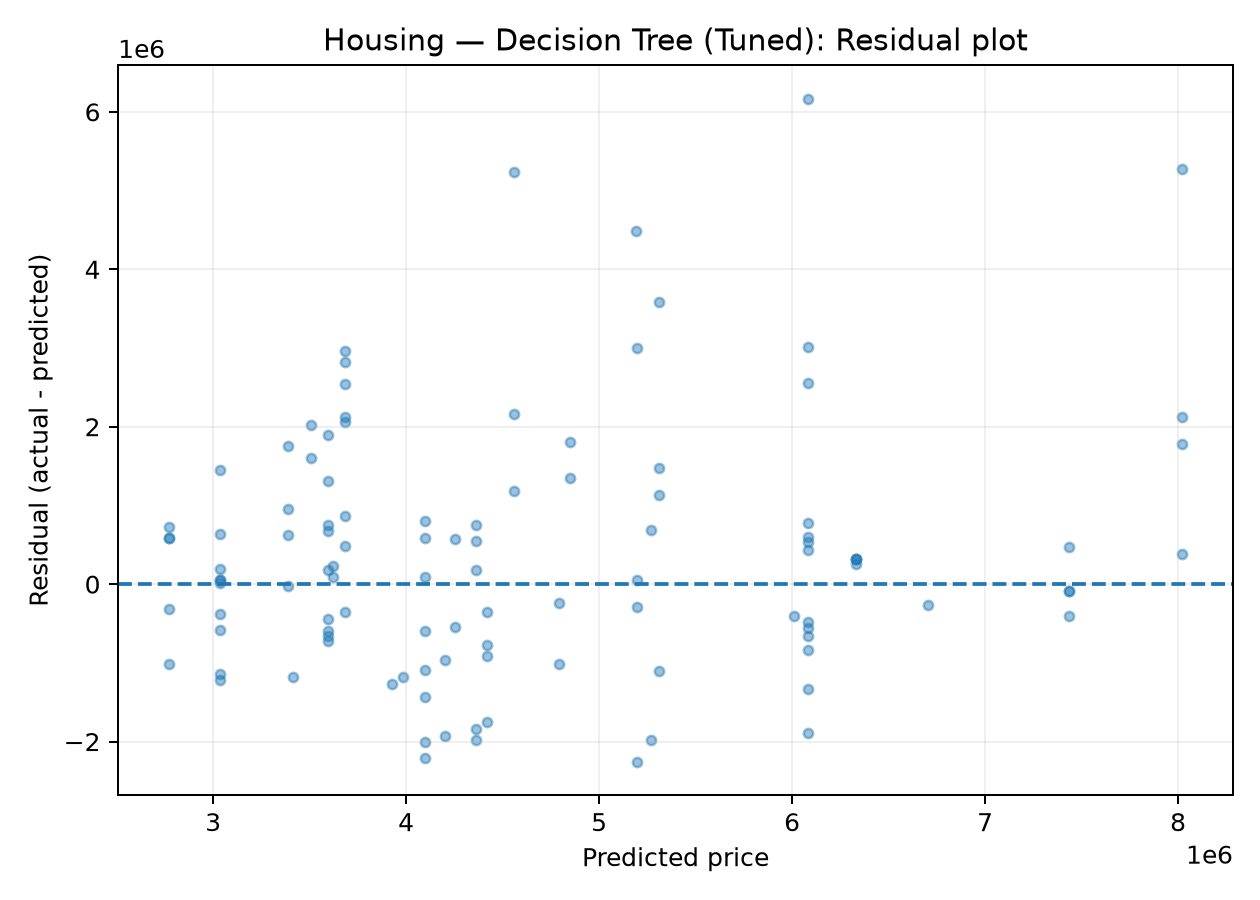 Housing — Decision Tree (Tuned): Residual plot
1e6
6
4
2
0
−2
Residual (actual - predicted)
3 4 5 6 7 8
1e6
Predicted price